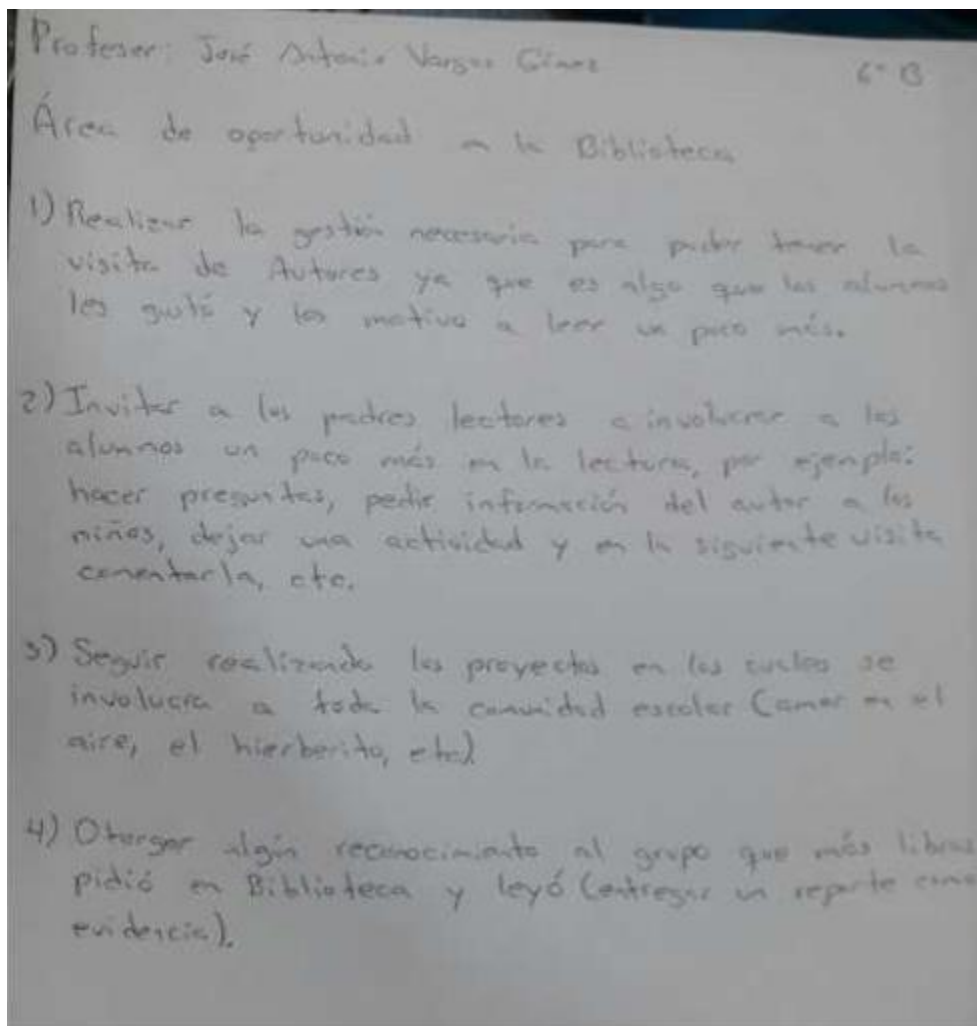 Profesor: José Antonio Vargas Gómez 6° B
Área de oportunidad a la Biblioteca
1) Realizar la gestión necesaria para poder tener la
visita de Autores ya que es algo que los alumnos
les gustó y los motivo a leer un poco más.
2) Invitar a los padres lectores a involucrar a los
alumnos un poco más en la lectura, por ejemplo:
hacer preguntas, pedir información del autor a los
niños, dejar una actividad y en la siguiente visita
comentarla, etc.
3) Seguir realizando los proyectos en los cuales se
involucra a toda la comunidad escolar (amor en el
aire, el hierberito, etc)
4) Otorgar algún reconocimiento al grupo que más libros
pidió en Biblioteca y leyó (entregar un reporte como
evidencia).